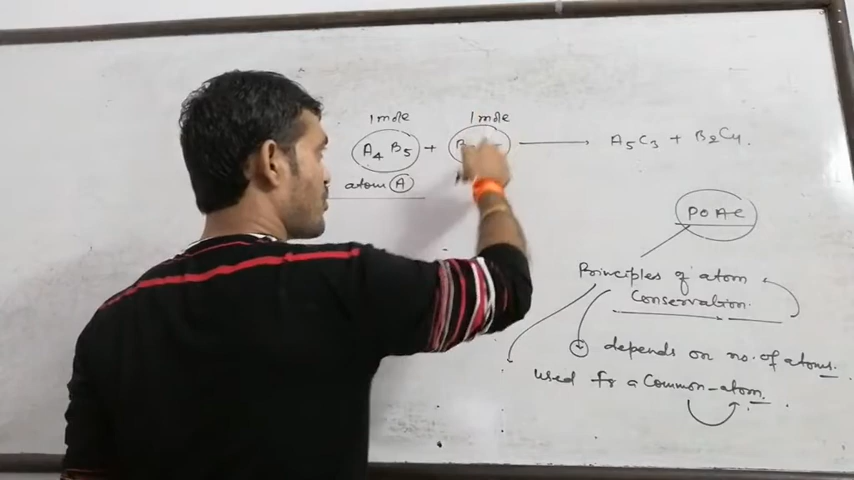 1 mole 1 mole
A4 B5 + B → A5C3 + B2C4.
atom A
POAC
Principles of atom
Conservation.
depends on no. of atoms.
used for a Common-atom.